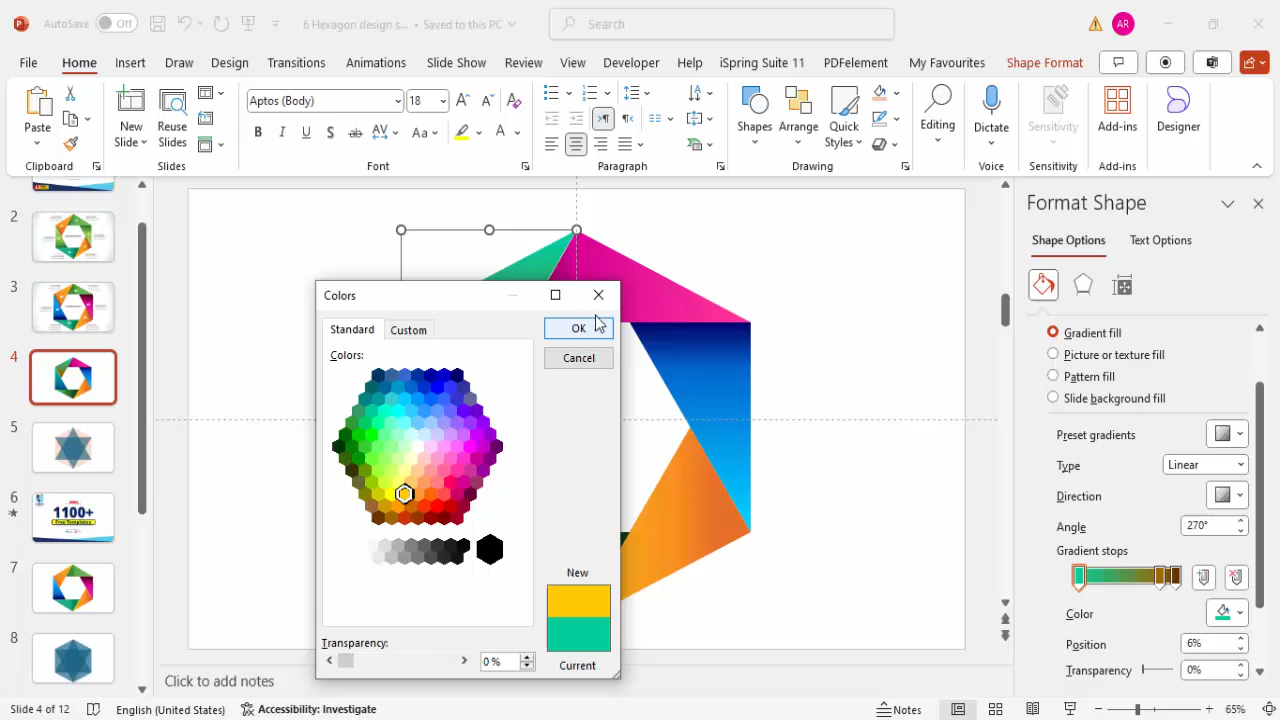 AutoSave Off 6 Hexagon design s... • Saved to this PC Search AR
File Home Insert Draw Design Transitions Animations Slide Show Review View Developer Help iSpring Suite 11 PDFelement My Favourites Shape Format
Aptos (Body) 18
Paste New Slide Reuse Slides Shapes Arrange Quick Styles Editing Dictate Sensitivity Add-ins Designer
B I U S ab AV Aa A
Clipboard Slides Font Paragraph Drawing Voice Sensitivity Add-ins
2
3
4
5
6
1100+
Free Templates
7
8
Colors
Standard Custom
OK
Cancel
Colors:
New
Current
Transparency:
0 %
Format Shape
Shape Options Text Options
Gradient fill
Picture or texture fill
Pattern fill
Slide background fill
Preset gradients
Type Linear
Direction
Angle 270°
Gradient stops
Color
Position 6%
Transparency 0%
Click to add notes
Slide 4 of 12 English (United States) Accessibility: Investigate Notes 65%